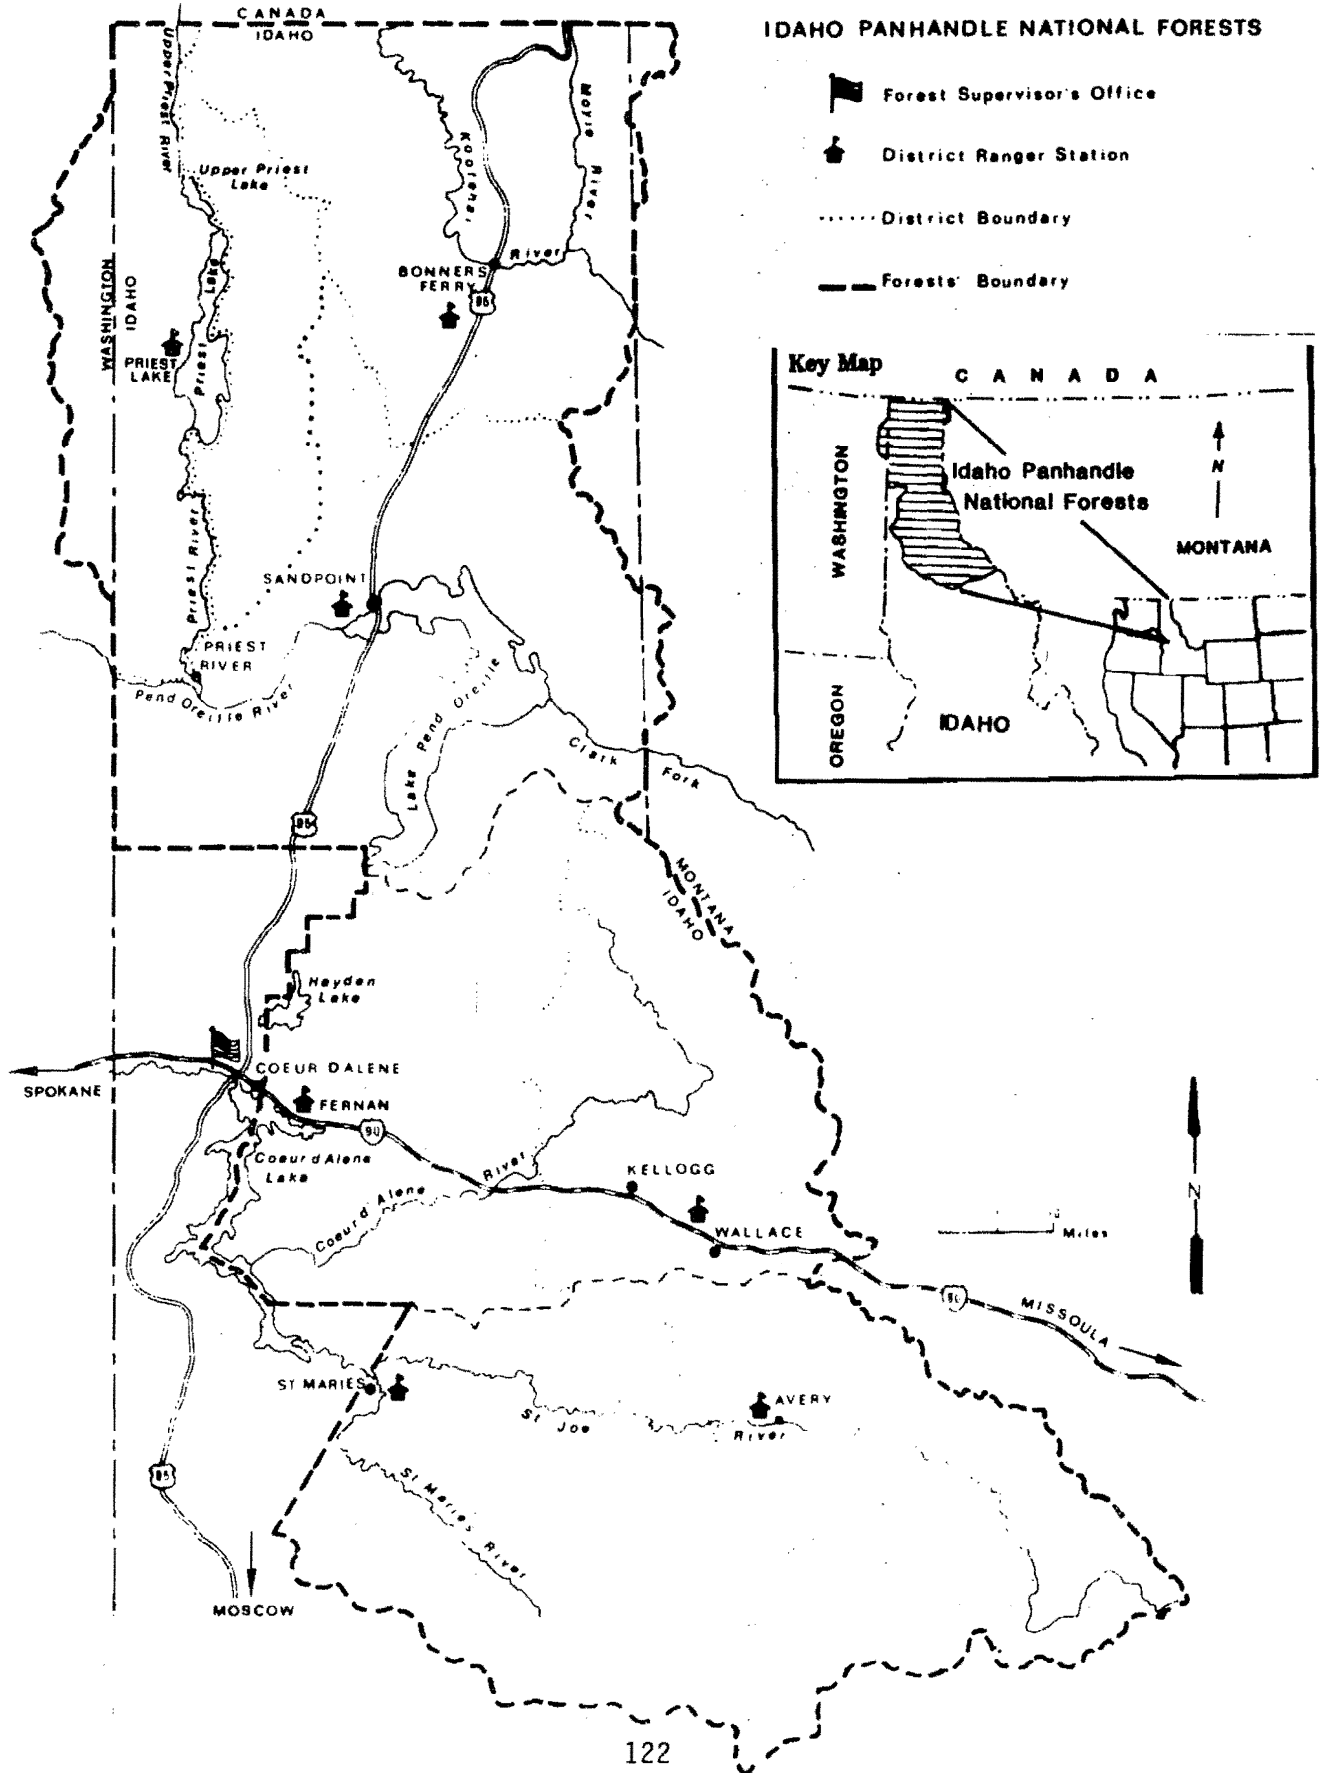 CANADA
IDAHO
IDAHO PANHANDLE NATIONAL FORESTS
Forest Supervisor's Office
District Ranger Station
District Boundary
Forests' Boundary
Upper Priest River
Upper Priest
Lake
Kootenai
River
Moyie River
BONNERS
FERRY
95
WASHINGTON
IDAHO
PRIEST
LAKE
Priest Lake
Key Map
CANADA
WASHINGTON
N
Idaho Panhandle
National Forests
MONTANA
OREGON
IDAHO
Priest River
SANDPOINT
PRIEST
RIVER
Pend Oreille River
Lake Pend Oreille
Clark Fork
95
MONTANA
IDAHO
Hayden
Lake
COEUR D'ALENE
SPOKANE
FERNAN
90
Coeur d'Alene
Lake
Coeur d'Alene River
KELLOGG
WALLACE
Miles
N
90
MISSOULA
ST MARIES
AVERY
St Joe River
St Maries River
95
MOSCOW
122